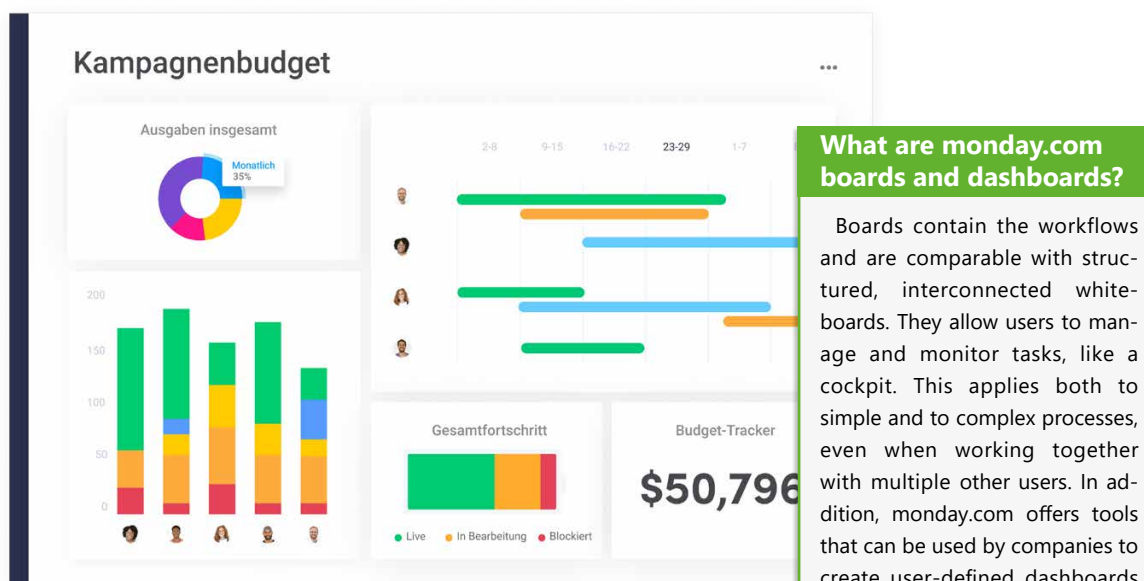 Kampagnenbudget
...
Ausgaben insgesamt
Monatlich
35%
2-8 9-15 16-22 23-29 1-7
200
150
100
50
0
Gesamtfortschritt
Live In Bearbeitung Blockiert
Budget-Tracker
$50,796
What are monday.com
boards and dashboards?
Boards contain the workflows
and are comparable with struc-
tured, interconnected white-
boards. They allow users to man-
age and monitor tasks, like a
cockpit. This applies both to
simple and to complex processes,
even when working together
with multiple other users. In ad-
dition, monday.com offers tools
that can be used by companies to
create user-defined dashboards